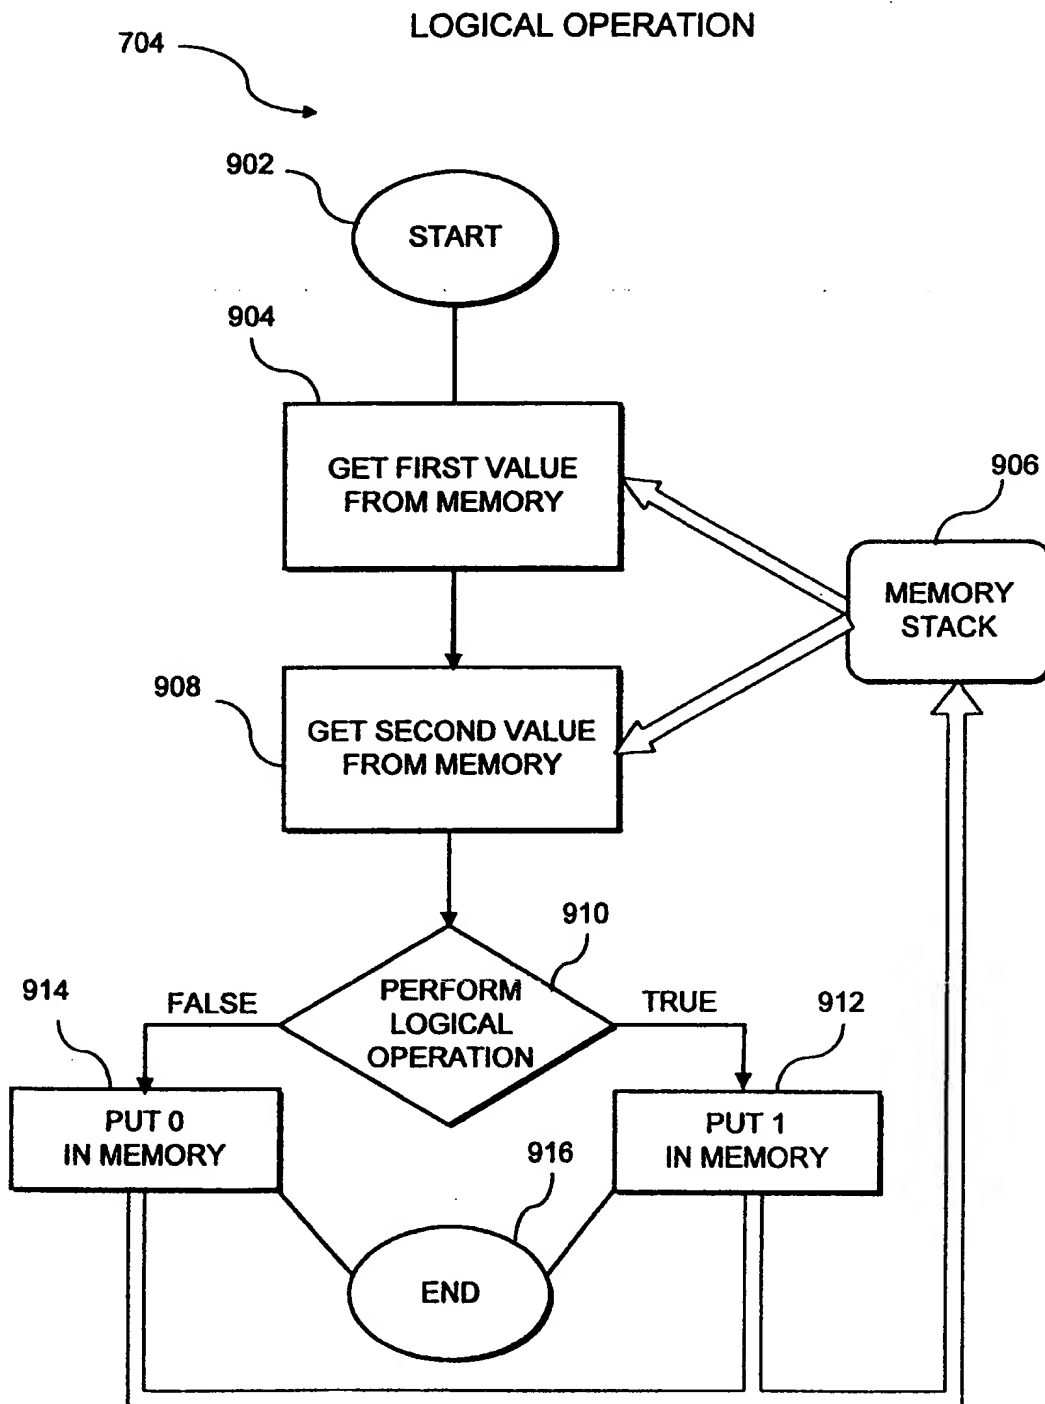 LOGICAL OPERATION
704
902
START
904
GET FIRST VALUE
FROM MEMORY
906
MEMORY
STACK
908
GET SECOND VALUE
FROM MEMORY
910
PERFORM
LOGICAL
OPERATION
FALSE
TRUE
914
912
PUT 0
IN MEMORY
PUT 1
IN MEMORY
916
END